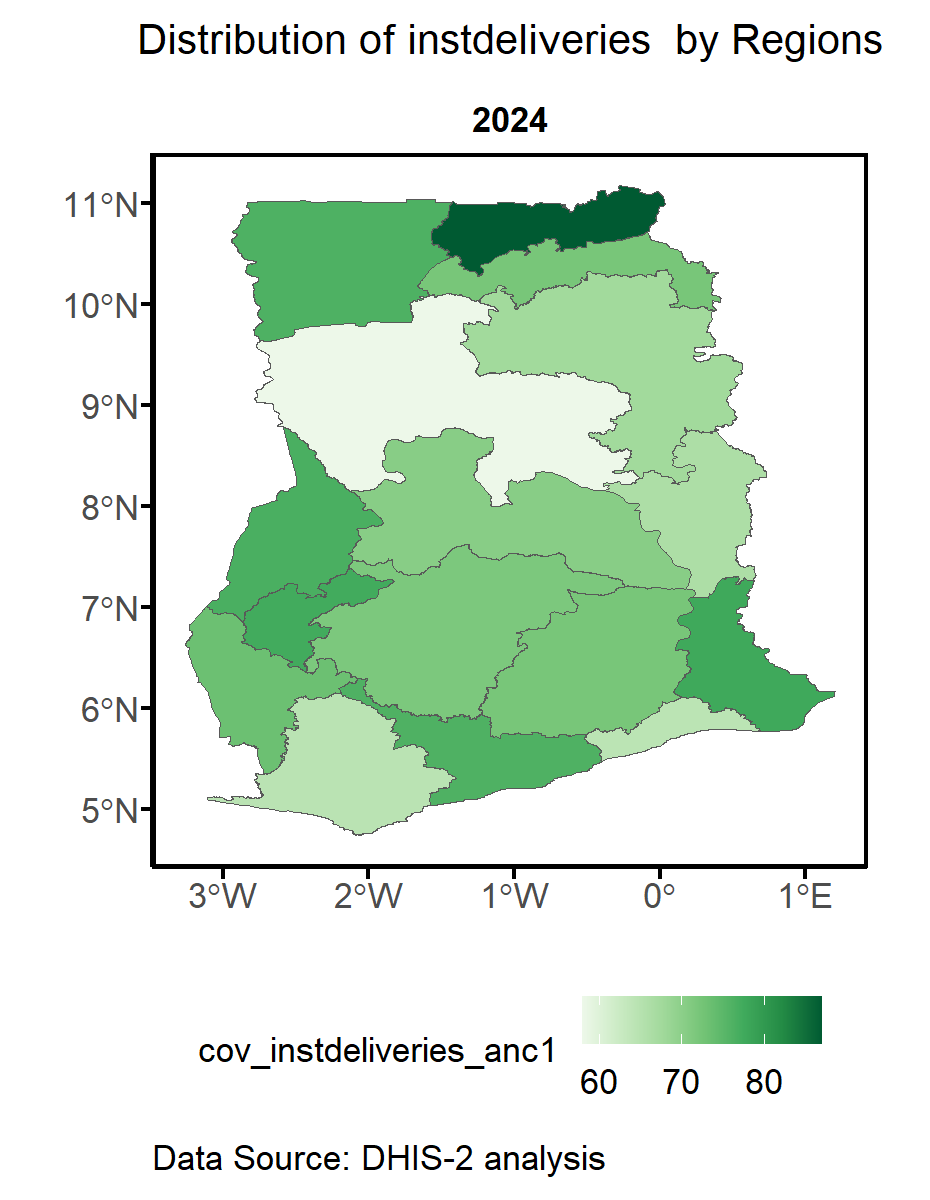 Distribution of instdeliveries  by Regions
2024
11°N
10°N
9°N
8°N
7°N
6°N
5°N
3°W 2°W 1°W 0° 1°E
cov_instdeliveries_anc1
60 70 80
Data Source: DHIS-2 analysis